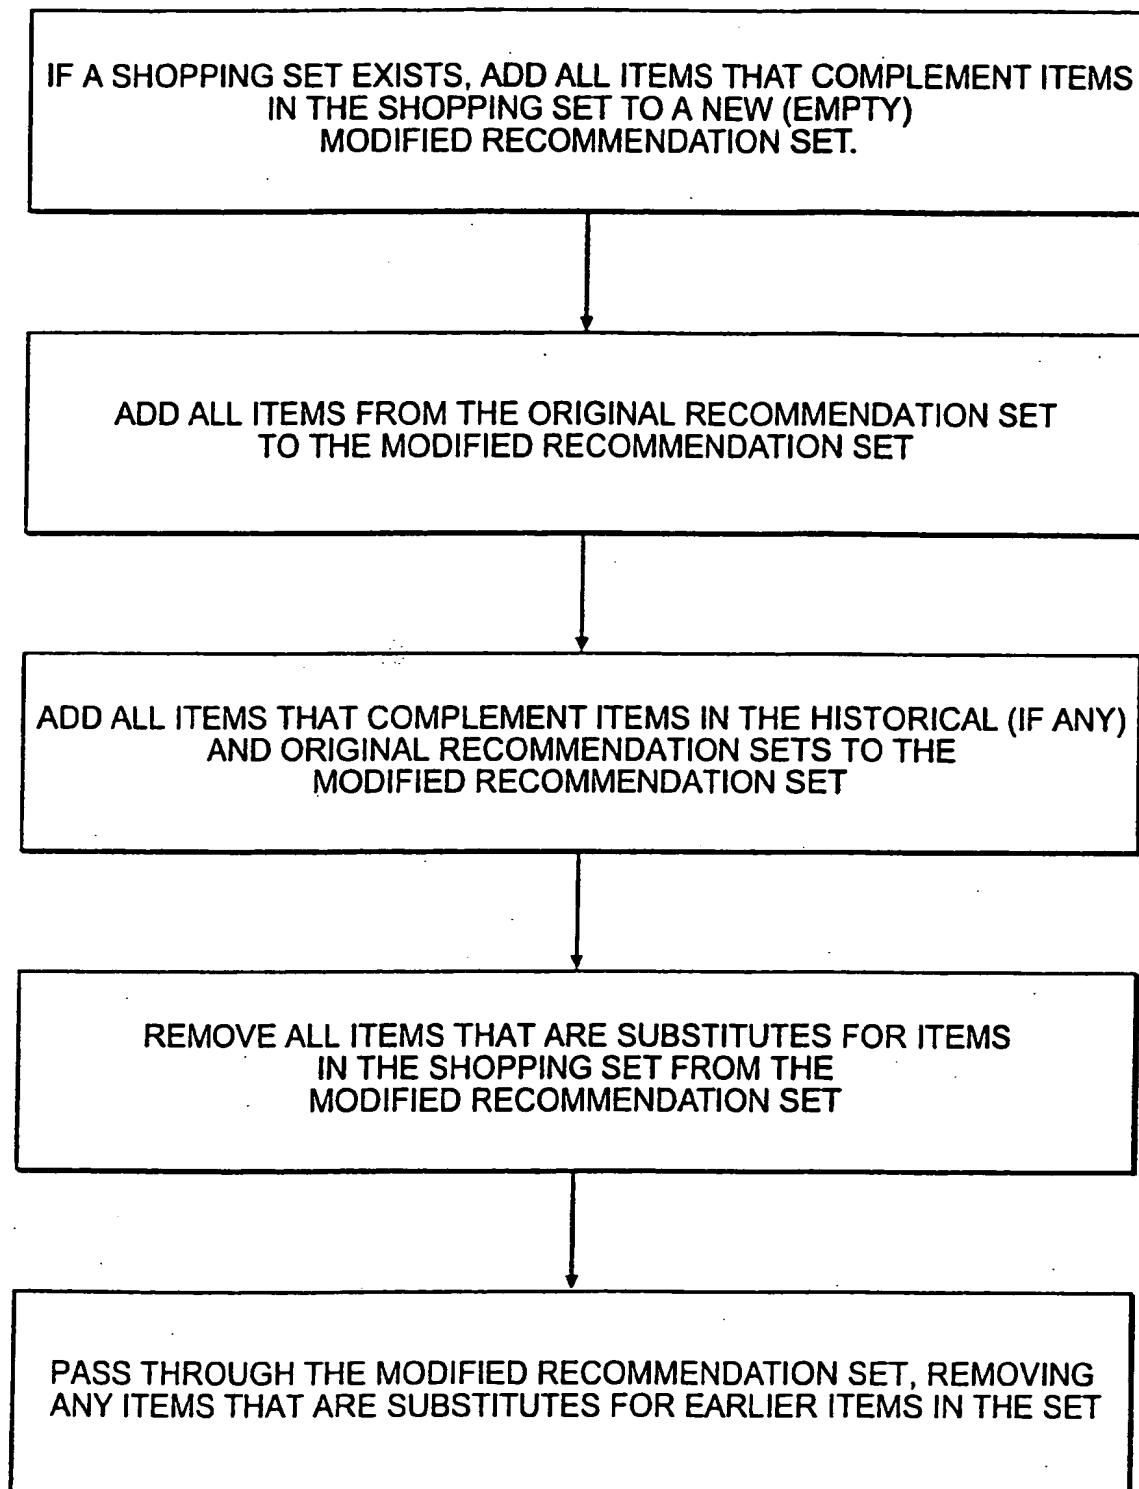 IF A SHOPPING SET EXISTS, ADD ALL ITEMS THAT COMPLEMENT ITEMS
IN THE SHOPPING SET TO A NEW (EMPTY)
MODIFIED RECOMMENDATION SET.
ADD ALL ITEMS FROM THE ORIGINAL RECOMMENDATION SET
TO THE MODIFIED RECOMMENDATION SET
ADD ALL ITEMS THAT COMPLEMENT ITEMS IN THE HISTORICAL (IF ANY)
AND ORIGINAL RECOMMENDATION SETS TO THE
MODIFIED RECOMMENDATION SET
REMOVE ALL ITEMS THAT ARE SUBSTITUTES FOR ITEMS
IN THE SHOPPING SET FROM THE
MODIFIED RECOMMENDATION SET
PASS THROUGH THE MODIFIED RECOMMENDATION SET, REMOVING
ANY ITEMS THAT ARE SUBSTITUTES FOR EARLIER ITEMS IN THE SET